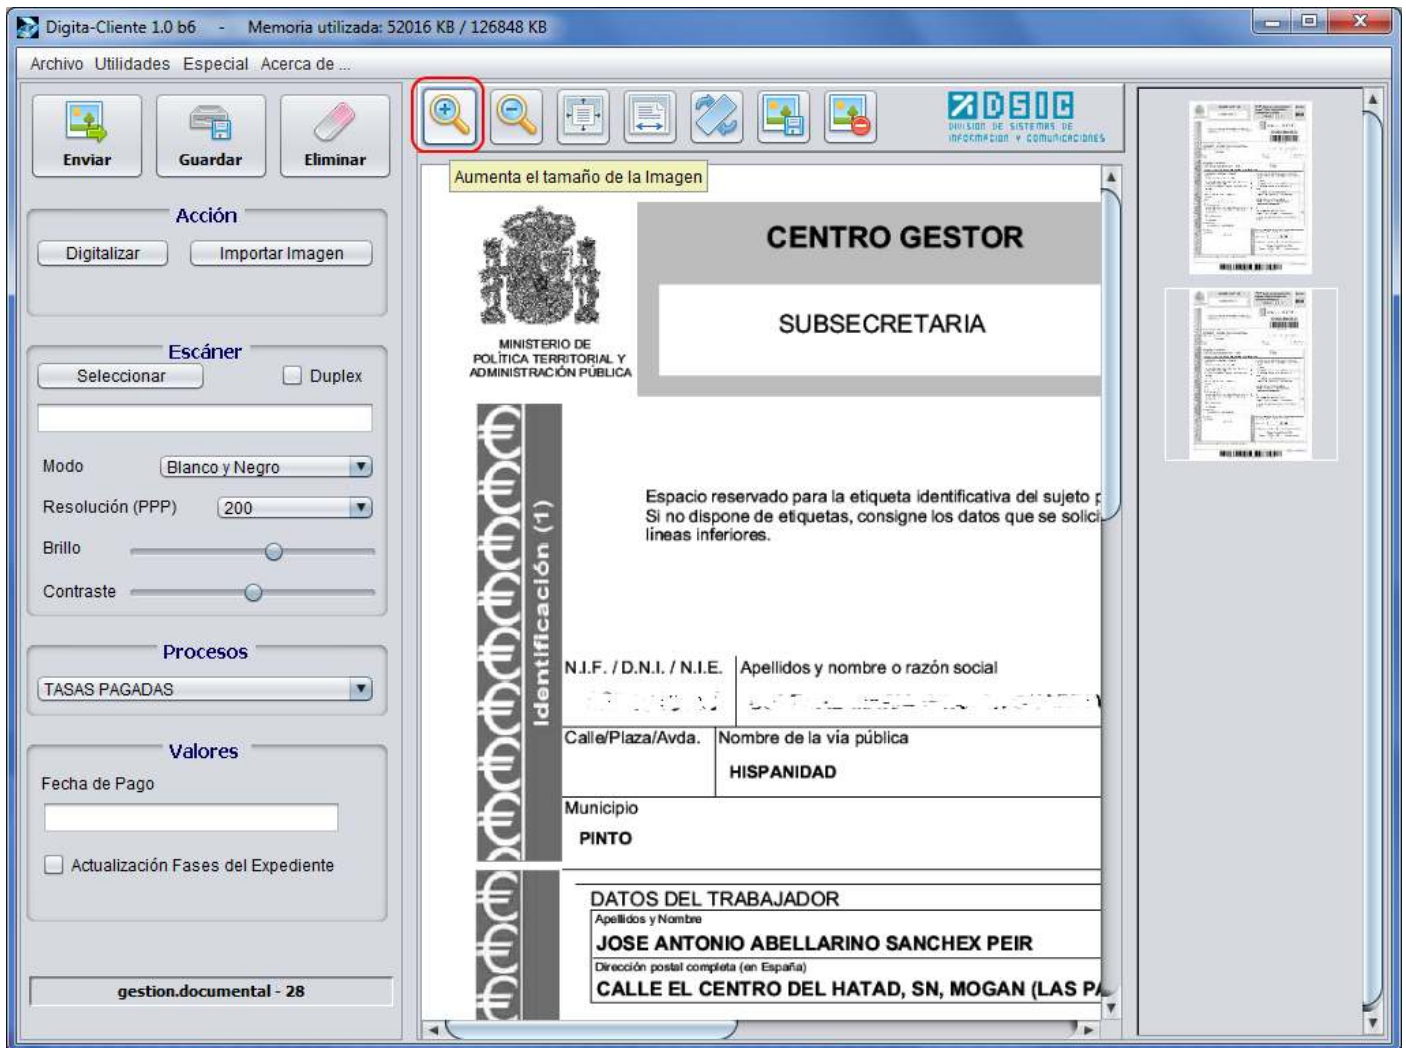 Digita-Cliente 1.0 b6 - Memoria utilizada: 52016 KB / 126848 KB
Archivo Utilidades Especial Acerca de ...
Enviar Guardar Eliminar
DSIC
DIVISION DE SISTEMAS DE
INFORMACION Y COMUNICACIONES
Aumenta el tamaño de la Imagen
Acción
Digitalizar Importar Imagen
Escáner
Seleccionar Duplex
Modo Blanco y Negro
Resolución (PPP) 200
Brillo
Contraste
Procesos
TASAS PAGADAS
Valores
Fecha de Pago
Actualización Fases del Expediente
gestion.documental - 28
MINISTERIO DE
POLÍTICA TERRITORIAL Y
ADMINISTRACIÓN PÚBLICA
CENTRO GESTOR
SUBSECRETARIA
Identificación (1)
Espacio reservado para la etiqueta identificativa del sujeto p
Si no dispone de etiquetas, consigne los datos que se solici
líneas inferiores.
N.I.F. / D.N.I. / N.I.E. Apellidos y nombre o razón social
Calle/Plaza/Avda. Nombre de la vía pública
HISPANIDAD
Municipio
PINTO
DATOS DEL TRABAJADOR
Apellidos y Nombre
JOSE ANTONIO ABELLARINO SANCHEX PEIR
Dirección postal completa (en España)
CALLE EL CENTRO DEL HATAD, SN, MOGAN (LAS PA